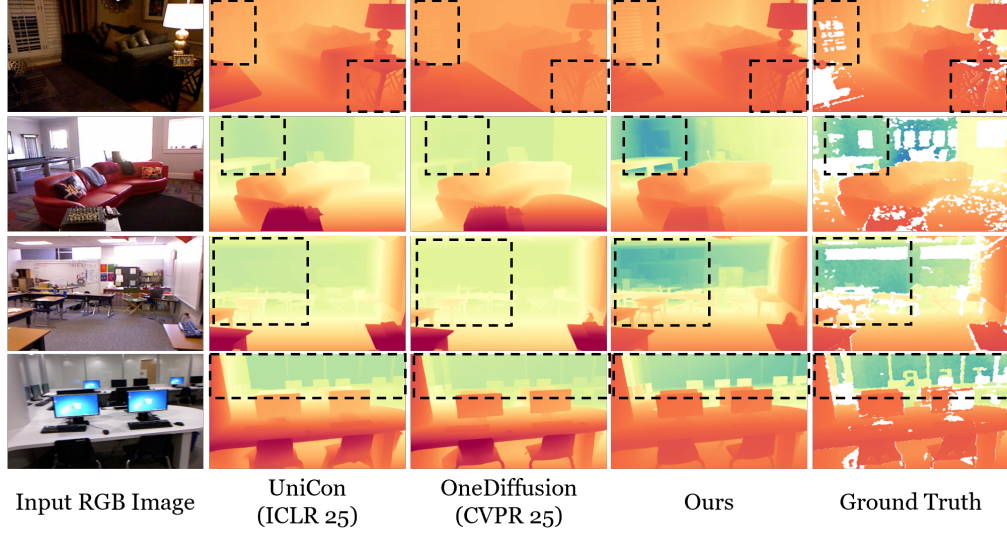 Input RGB Image
UniCon
(ICLR 25)
OneDiffusion
(CVPR 25)
Ours
Ground Truth